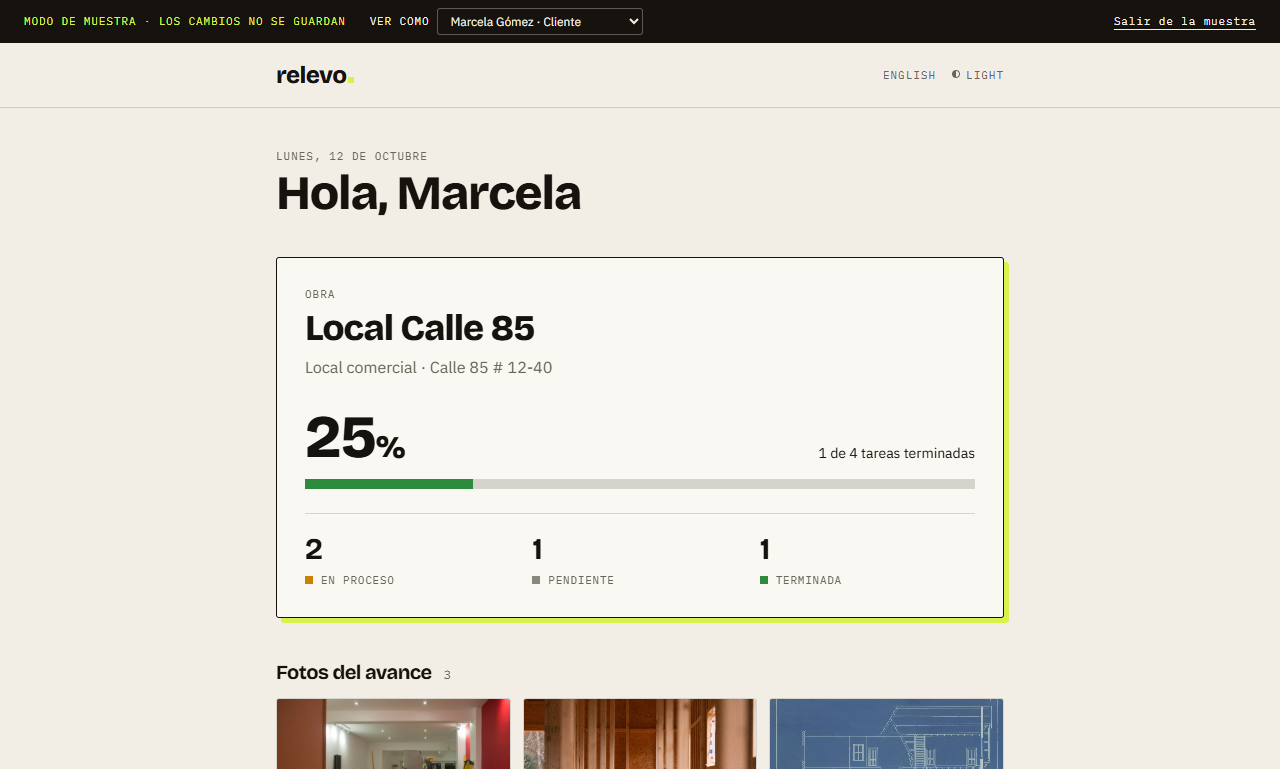 MODO DE MUESTRA · LOS CAMBIOS NO SE GUARDAN VER COMO Marcela Gómez · Cliente Salir de la muestra
relevo. ENGLISH LIGHT
LUNES, 12 DE OCTUBRE
Hola, Marcela
OBRA
Local Calle 85
Local comercial · Calle 85 # 12-40
25% 1 de 4 tareas terminadas
2 1 1
EN PROCESO PENDIENTE TERMINADA
Fotos del avance 3